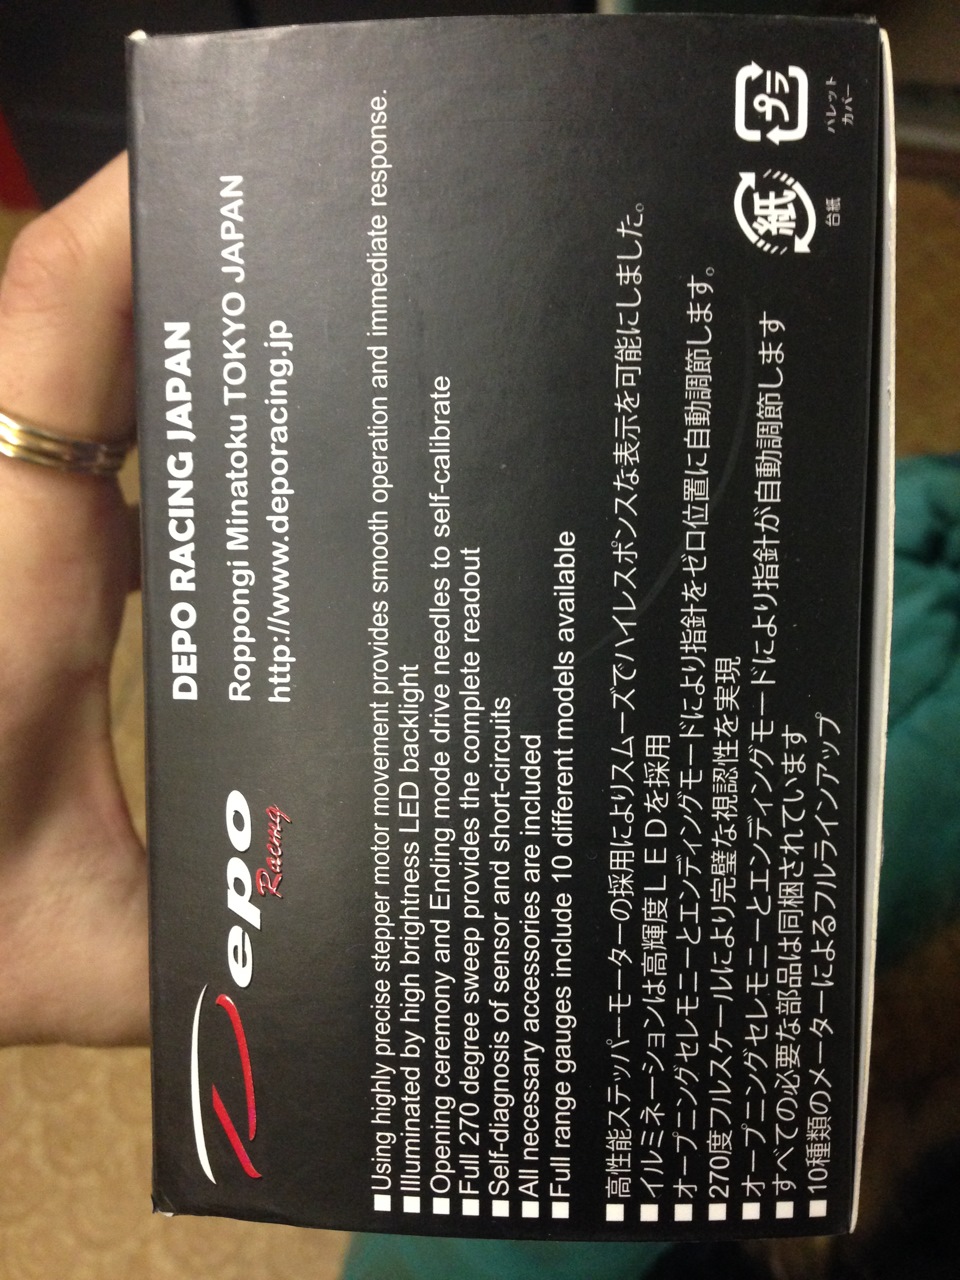 Depo
Racing
DEPO RACING JAPAN
Roppongi Minatoku TOKYO JAPAN
http://www.deporacing.jp
■Using highly precise stepper motor movement provides smooth operation and immediate response.
■Illuminated by high brightness LED backlight
■Opening ceremony and Ending mode drive needles to self-calibrate
■Full 270 degree sweep provides the complete readout
■Self-diagnosis of sensor and short-circuits
■All necessary accessories are included
■Full range gauges include 10 different models available
■高性能ステッパーモーターの採用によりスムーズでハイレスポンスな表示を可能にしました。
■イルミネーションは高輝度ＬＥＤを採用
■オープニングセレモニーとエンディングモードにより指針をゼロ位置に自動調節します。
■270度フルスケールにより完璧な視認性を実現
■オープニングセレモニーとエンディングモードにより指針が自動調節します
■すべての必要な部品は同梱されています
■10種類のメーターによるフルラインアップ
紙
台紙
プラ
パレット
カバー